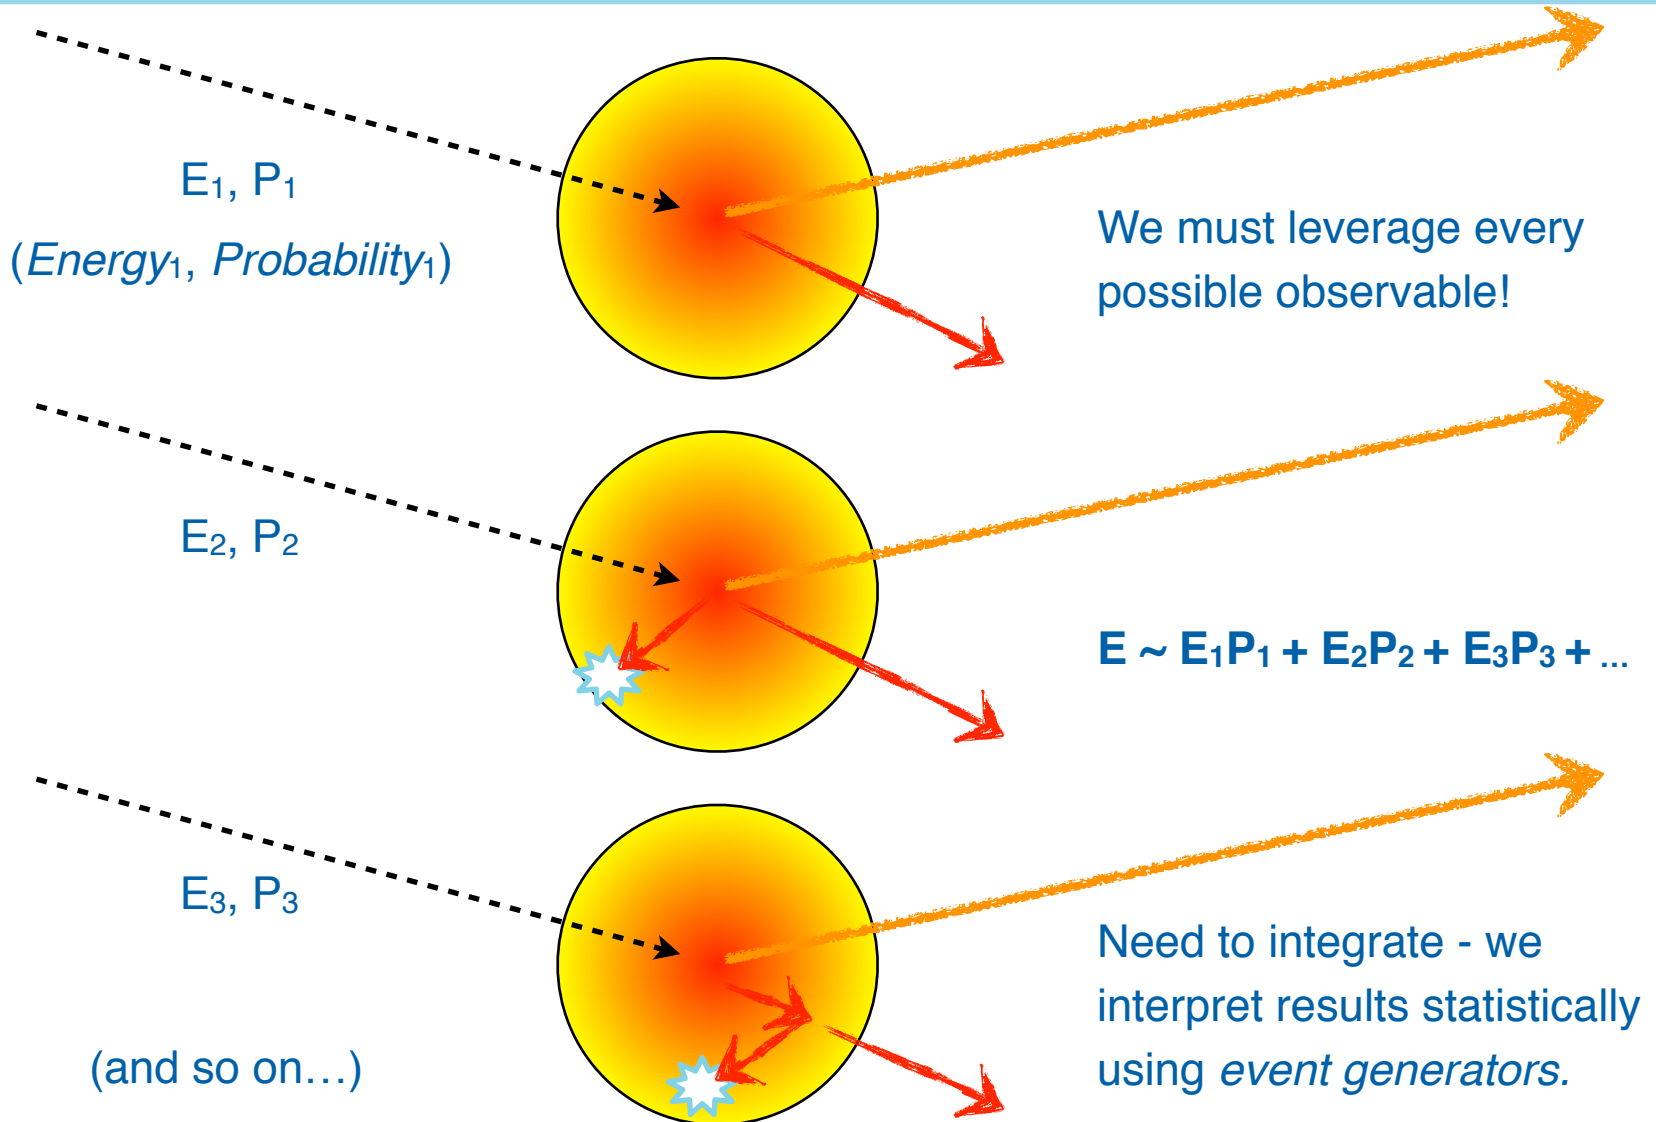 E₁, P₁
(Energy₁, Probability₁)
We must leverage every
possible observable!
E₂, P₂
E ~ E₁P₁ + E₂P₂ + E₃P₃ + ...
E₃, P₃
Need to integrate - we
interpret results statistically
using event generators.
(and so on…)